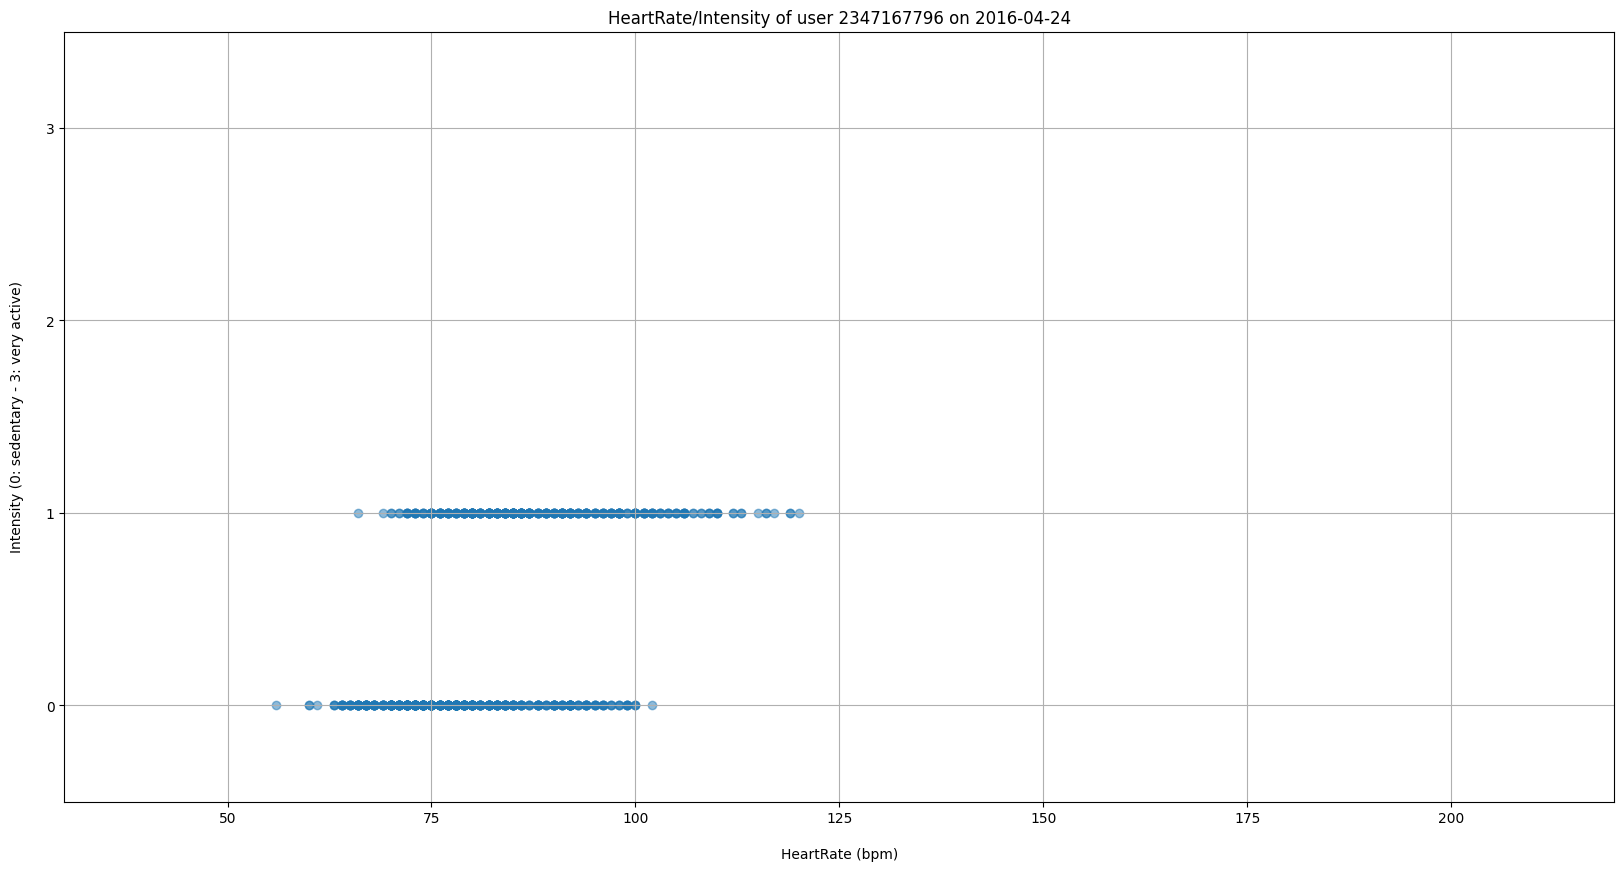 HeartRate/Intensity of user 2347167796 on 2016-04-24
Intensity (0: sedentary - 3: very active)
3
2
1
0
50 75 100 125 150 175 200
HeartRate (bpm)